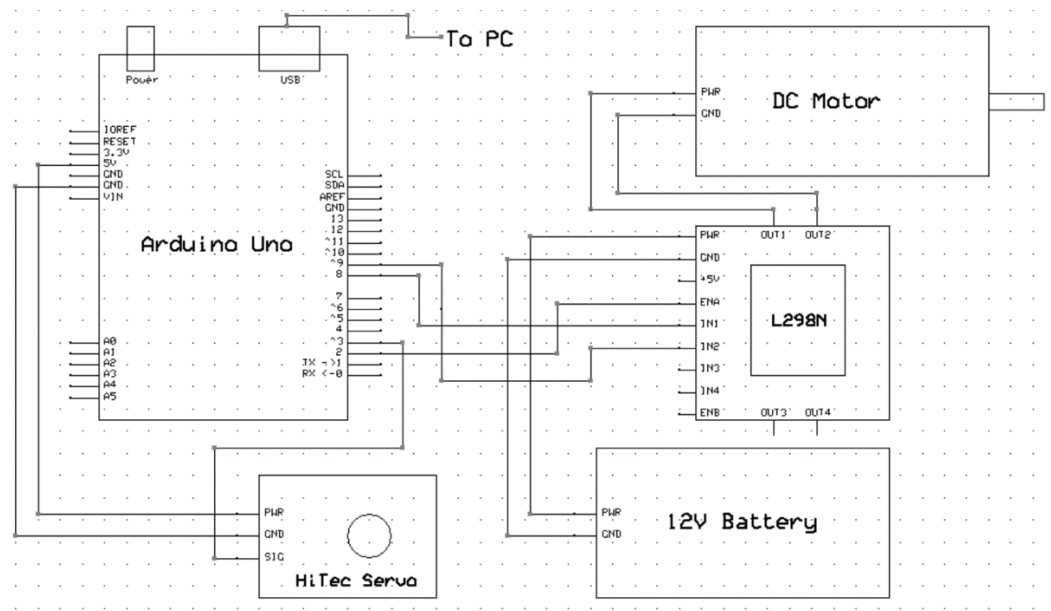 To PC
Power
USB
IOREF
RESET
3.3V
5V
GND
GND
VIN
SCL
SDA
AREF
GND
13
12
~11
~10
~9
8
7
~6
~5
4
~3
2
TX ->1
RX <-0
Arduino Uno
A0
A1
A2
A3
A4
A5
PWR
GND
DC Motor
PWR
GND
+5V
ENA
IN1
IN2
IN3
IN4
ENB
OUT1 OUT2
L298N
OUT3 OUT4
PWR
GND
SIG
HiTec Servo
PWR
GND
12V Battery